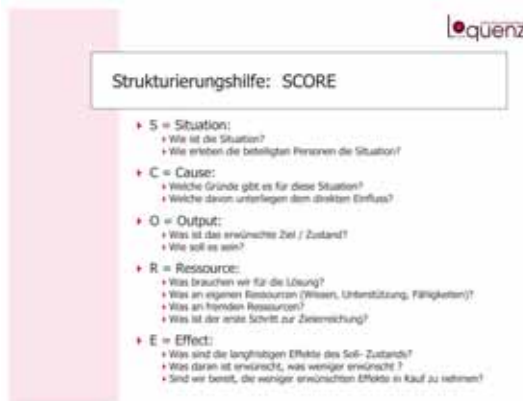 Loquenz
Strukturierungshilfe: SCORE
S = Situation:
Wie ist die Situation?
Wie erleben die beteiligten Personen die Situation?
C = Cause:
Welche Gründe gibt es für diese Situation?
Welche davon unterliegen dem direkten Einfluss?
O = Output:
Was ist das erwünschte Ziel / Zustand?
Wie soll es sein?
R = Ressource:
Was brauchen wir für die Lösung?
Was an eigenen Ressourcen (Wissen, Unterstützung, Fähigkeiten)?
Was an fremden Ressourcen?
Was ist der erste Schritt zur Zielerreichung?
E = Effect:
Was sind die langfristigen Effekte des Soll- Zustands?
Was daran ist erwünscht, was weniger erwünscht ?
Sind wir bereit, die weniger erwünschten Effekte in Kauf zu nehmen?